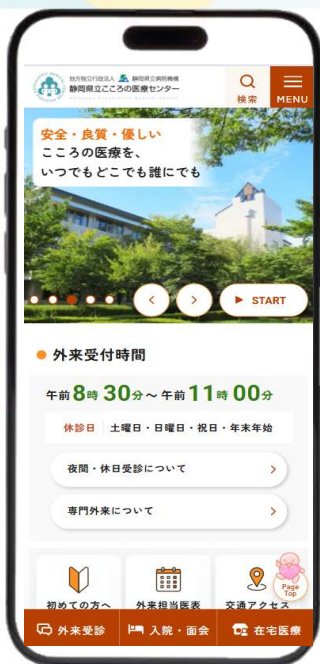 地方独立行政法人 静岡県立病院機構
静岡県立こころの医療センター
検索
MENU
安全・良質・優しい
こころの医療を、
いつでもどこでも誰にでも
START
外来受付時間
午前8時30分～午前11時00分
休診日 土曜日・日曜日・祝日・年末年始
夜間・休日受診について
専門外来について
初めての方へ 外来担当医表 交通アクセス
Page
Top
外来受診 入院・面会 在宅医療